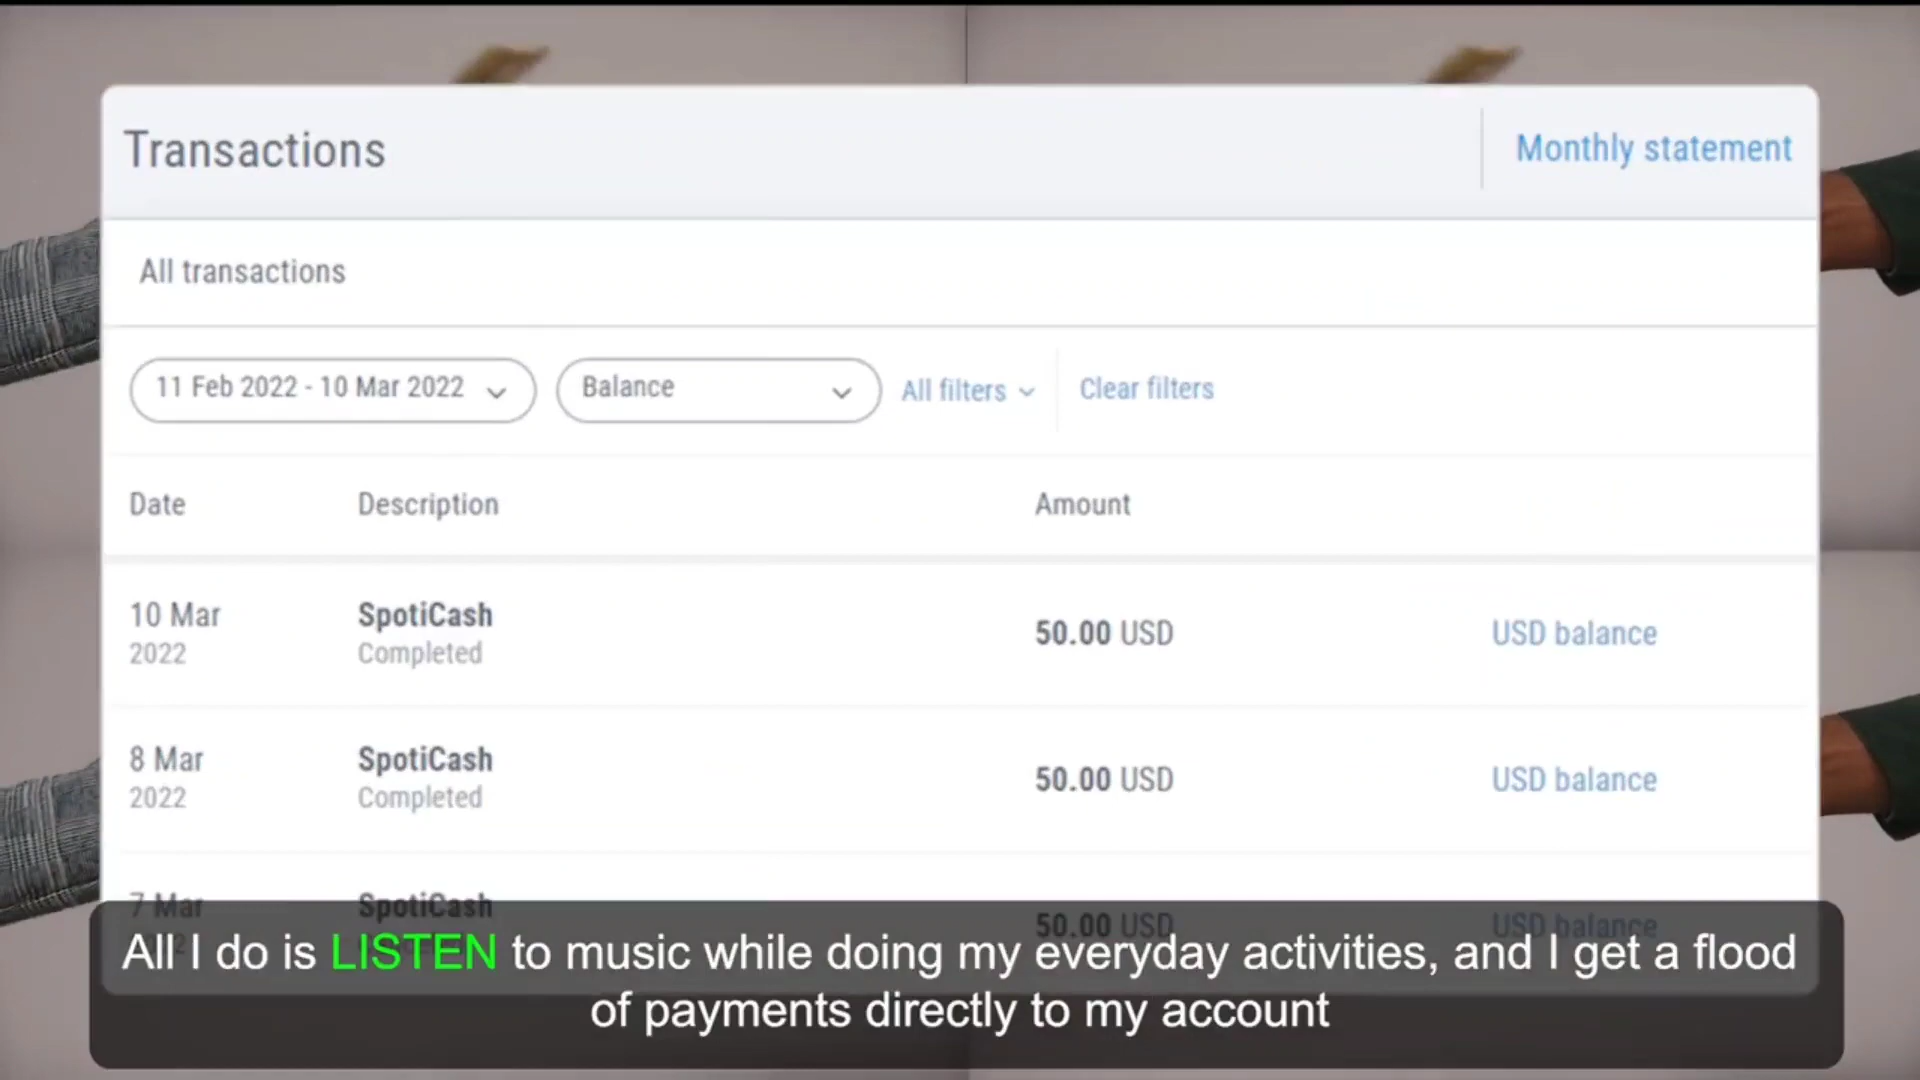 Transactions
Monthly statement
All transactions
11 Feb 2022 - 10 Mar 2022
Balance
All filters
Clear filters
Date Description Amount
10 Mar SpotiCash
50.00 USD USD balance
2022 Completed
8 Mar SpotiCash
50.00 USD USD balance
2022 Completed
7 Mar SpotiCash
50.00 USD USD balance
All I do is LISTEN to music while doing my everyday activities, and I get a flood
of payments directly to my account